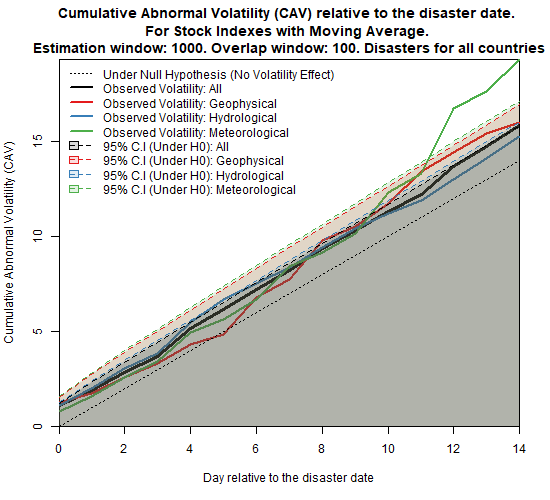 Cumulative Abnormal Volatility (CAV) relative to the disaster date.
For Stock Indexes with Moving Average.
Estimation window: 1000. Overlap window: 100. Disasters for all countries
Under Null Hypothesis (No Volatility Effect)
Observed Volatility: All
Observed Volatility: Geophysical
Observed Volatility: Hydrological
Observed Volatility: Meteorological
95% C.I (Under H0): All
95% C.I (Under H0): Geophysical
95% C.I (Under H0): Hydrological
95% C.I (Under H0): Meteorological
Cumulative Abnormal Volatility (CAV)
15
10
5
0
0 2 4 6 8 10 12 14
Day relative to the disaster date